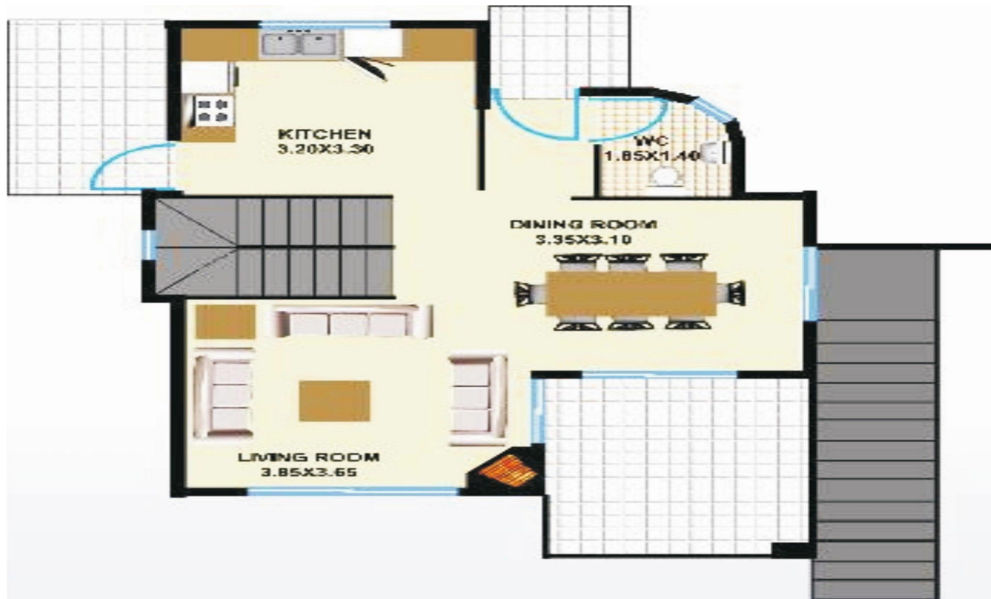 KITCHEN
3.20X3.30
WC
1.85X1.40
DINING ROOM
3.35X3.10
LIVING ROOM
3.85X3.65